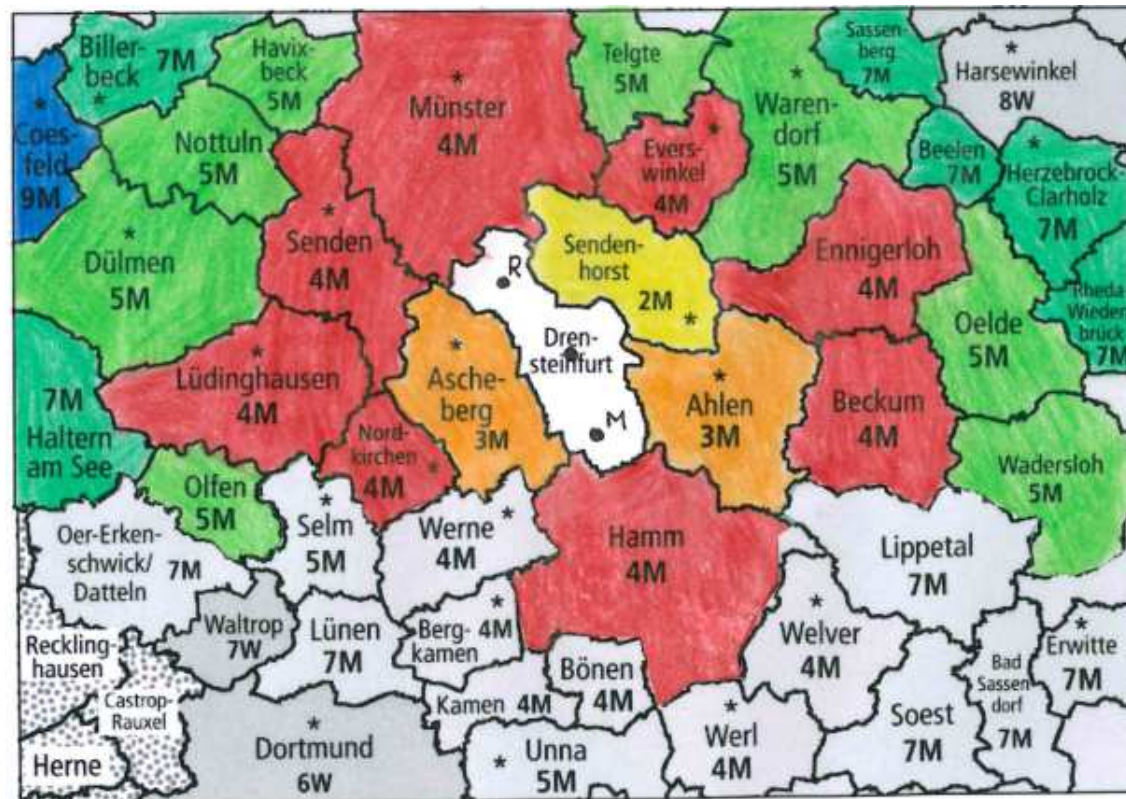 Biller-
beck 7M
*
Havix-
beck
5M
*
Münster
4M
Telgte
5M
*
Waren-
dorf
5M
Sassen-
berg
7M
*
Harsewinkel
8W
*
Coes-
feld
9M
Nottuln
5M
*
Evers-
winkel
4M
Beelen
7M
*
Herzebrock-
Clarholz
7M
*
Dülmen
5M
*
Senden
4M
R
Senden-
horst
2M
*
Ennigerloh
4M
Oelde
5M
Rheda
Wieden
brück
7M
7M
Haltern
am See
*
Lüdinghausen
4M
*
Asche-
berg
3M
Dren-
steinfurt
M
*
Ahlen
3M
Beckum
4M
Nord-
kirchen
*
4M
Wadersloh
5M
Olfen
5M
Oer-Erken-
schwick/
Datteln
7M
*
Selm
5M
Werne *
4M
Hamm
4M
Lippetal
7M
Reckling-
hausen
Waltrop
7W
Lünen
7M
*
4M
Berg-
kamen
Bönen
4M
*
Welver
4M
*
Erwitte
7M
Castrop-
Rauxel
Kamen 4M
Bad
Sassen
dorf
7M
Herne
*
Dortmund
6W
* Unna
5M
*
Werl
4M
Soest
7M